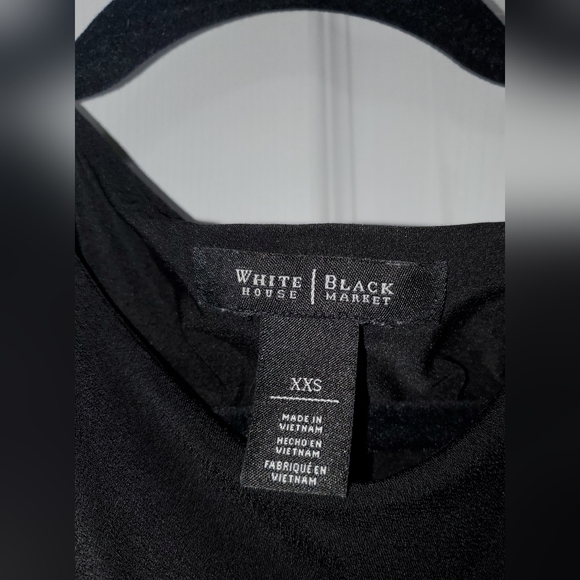 WHITE | BLACK
HOUSE | MARKET
XXS
MADE IN
VIETNAM
HECHO EN
VIETNAM
FABRIQUÉ EN
VIETNAM